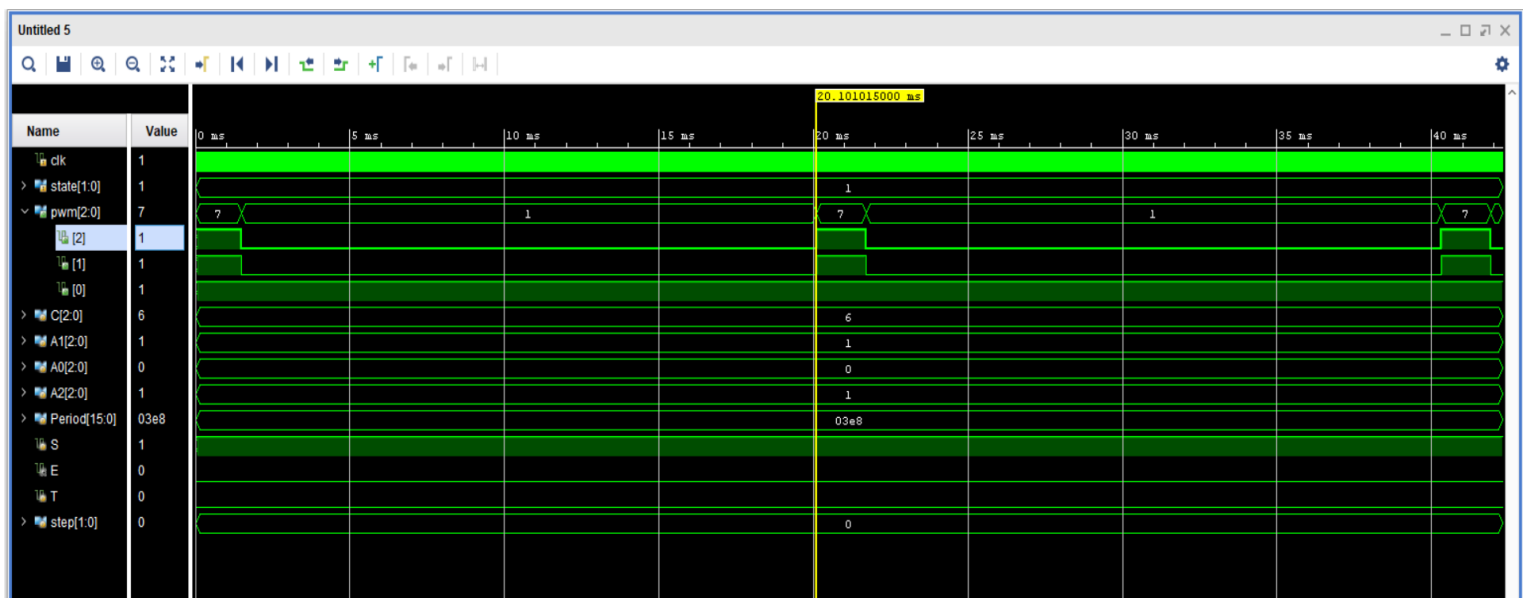 Untitled 5
20.101015000 ms
Name Value 0 ms 5 ms 10 ms 15 ms 20 ms 25 ms 30 ms 35 ms 40 ms
clk 1
state[1:0] 1 1
pwm[2:0] 7 7 1 7 1 7
[2] 1
[1] 1
[0] 1
C[2:0] 6 6
A1[2:0] 1 1
A0[2:0] 0 0
A2[2:0] 1 1
Period[15:0] 03e8 03e8
S 1
E 0
T 0
step[1:0] 0 0